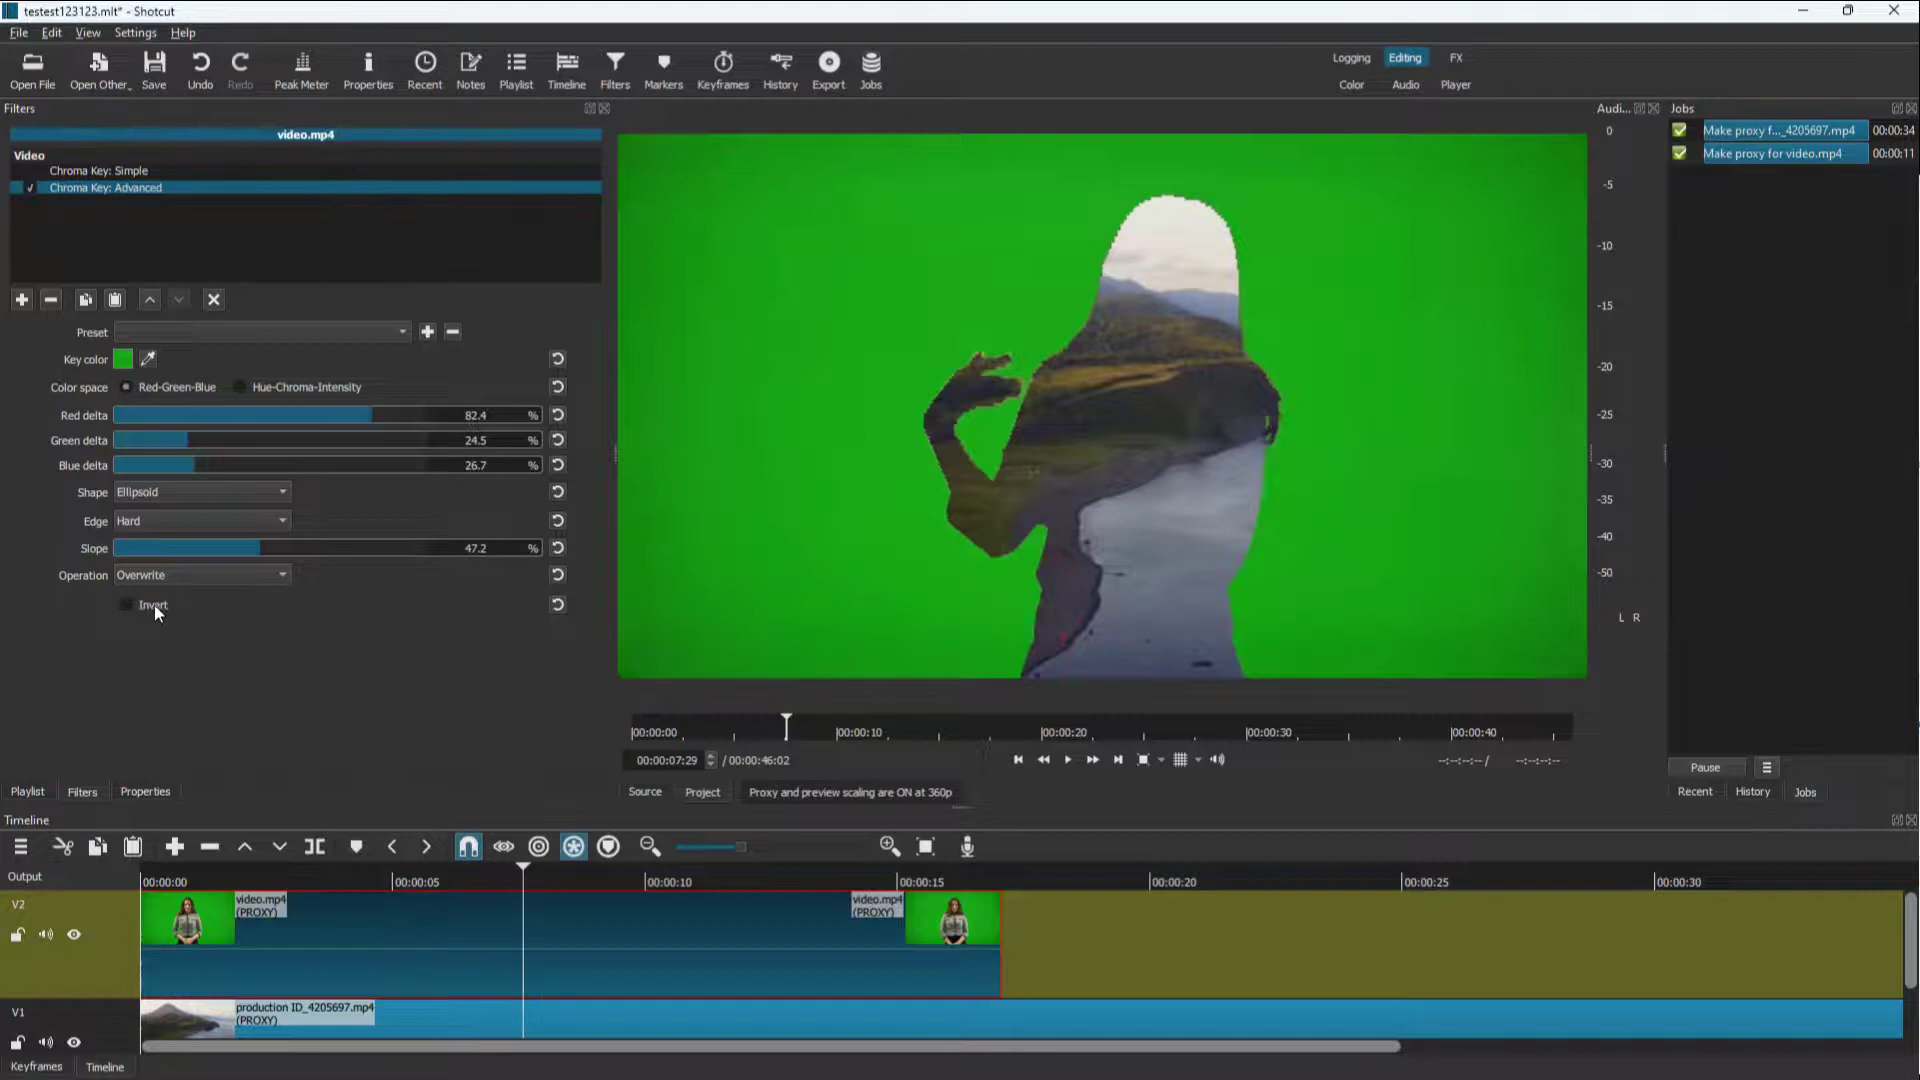 testest123123.mlt* - Shotcut
File Edit View Settings Help
Open File Open Other... Save Undo Redo Peak Meter Properties Recent Notes Playlist Timeline Filters Markers Keyframes History Export Jobs
Logging Editing FX
Color Audio Player
Filters
Audi... Jobs
video.mp4
Video
Chroma Key: Simple
Chroma Key: Advanced
Make proxy f..._4205697.mp4 00:00:34
Make proxy for video.mp4 00:00:11
0
-5
-10
-15
-20
-25
-30
-35
-40
-50
L R
Preset
Key color
Color space Red-Green-Blue Hue-Chroma-Intensity
Red delta 82.4 %
Green delta 24.5 %
Blue delta 26.7 %
Shape Ellipsoid
Edge Hard
Slope 47.2 %
Operation Overwrite
Invert
00:00:00 00:00:10 00:00:20 00:00:30 00:00:40
00:00:07:29 / 00:00:46:02 --:--:--:-- / --:--:--:--
Pause
Playlist Filters Properties
Source Project Proxy and preview scaling are ON at 360p
Recent History Jobs
Timeline
Output
00:00:00 00:00:05 00:00:10 00:00:15 00:00:20 00:00:25 00:00:30
V2
video.mp4
(PROXY)
video.mp4
(PROXY)
V1
production ID_4205697.mp4
(PROXY)
Keyframes Timeline